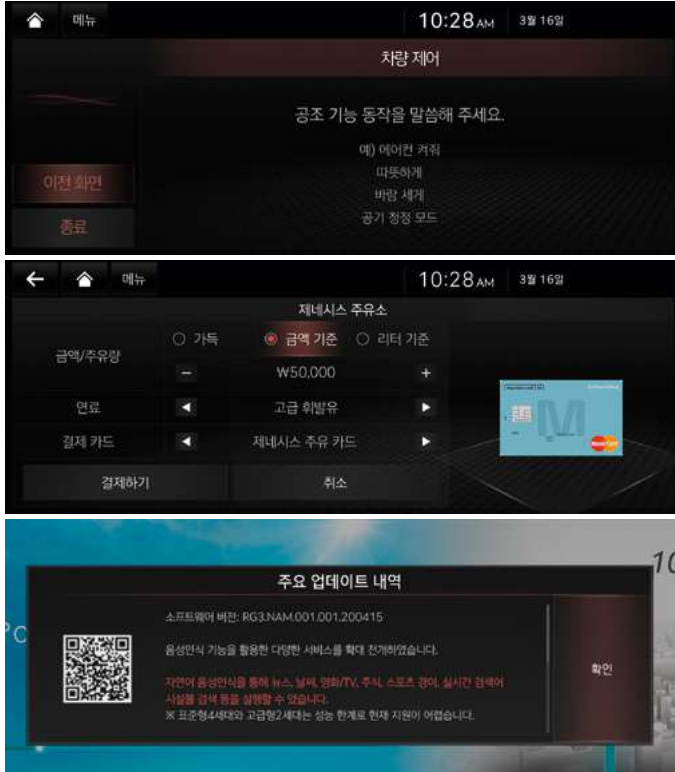 메뉴
10:28 AM 3월 16일
차량 제어
공조 기능 동작을 말씀해 주세요.
예) 에어컨 켜줘
따뜻하게
바람 세게
공기 청정 모드
이전 화면
종료
메뉴
10:28 AM 3월 16일
제네시스 주유소
금액/주유량
가득
금액 기준
리터 기준
₩50,000
연료
고급 휘발유
결제 카드
제네시스 주유 카드
결제하기
취소
주요 업데이트 내역
소프트웨어 버전: RG3.NAM.001.001.200415
음성인식 기능을 활용한 다양한 서비스를 확대 전개하였습니다.
자연어 음성인식을 통해 뉴스, 날씨, 영화/TV, 주식, 스포츠 경이, 실시간 검색어
시설물 검색 등을 실행할 수 있습니다.
※ 표준형4세대와 고급형2세대는 성능 한계로 현재 지원이 어렵습니다.
확인
°C